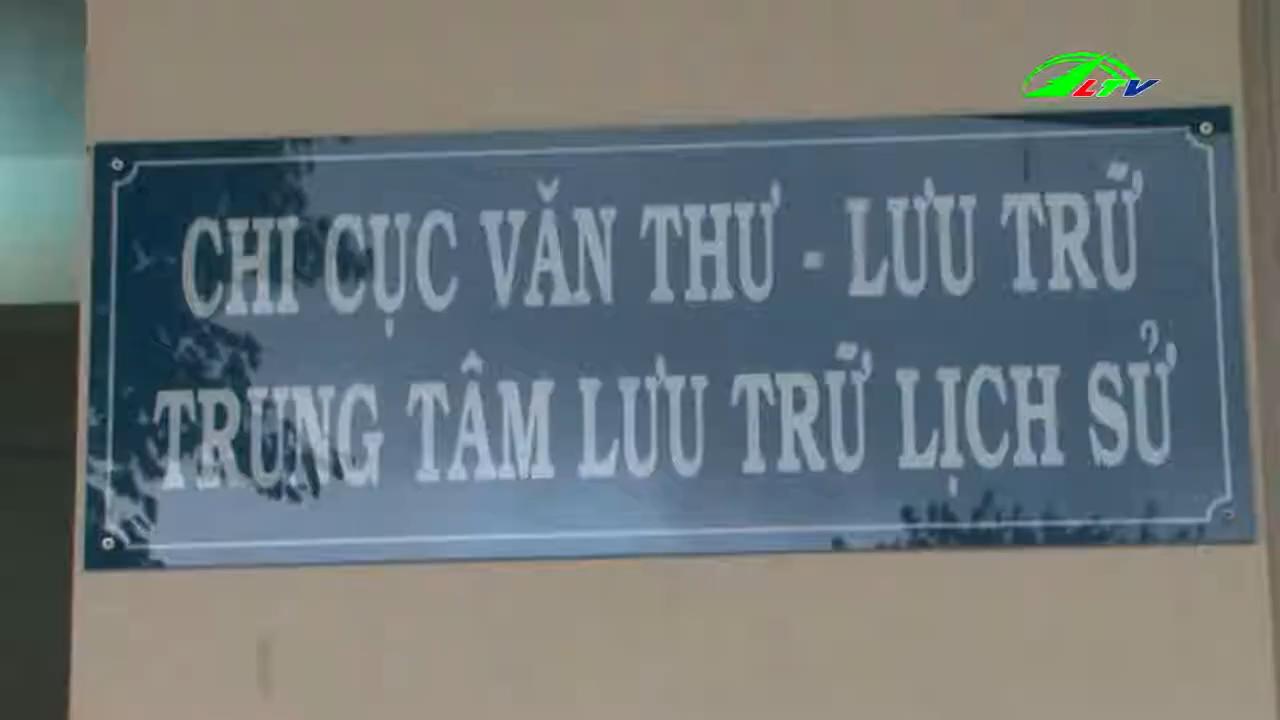 LTV
CHI CỤC VĂN THƯ - LƯU TRỮ
TRUNG TÂM LƯU TRỮ LỊCH SỬ